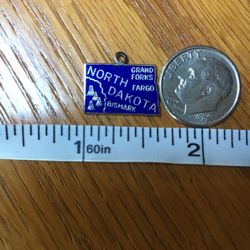 NORTH
DAKOTA
GRAND
FORKS
FARGO
BISMARK
LIBERTY
1
60in
2